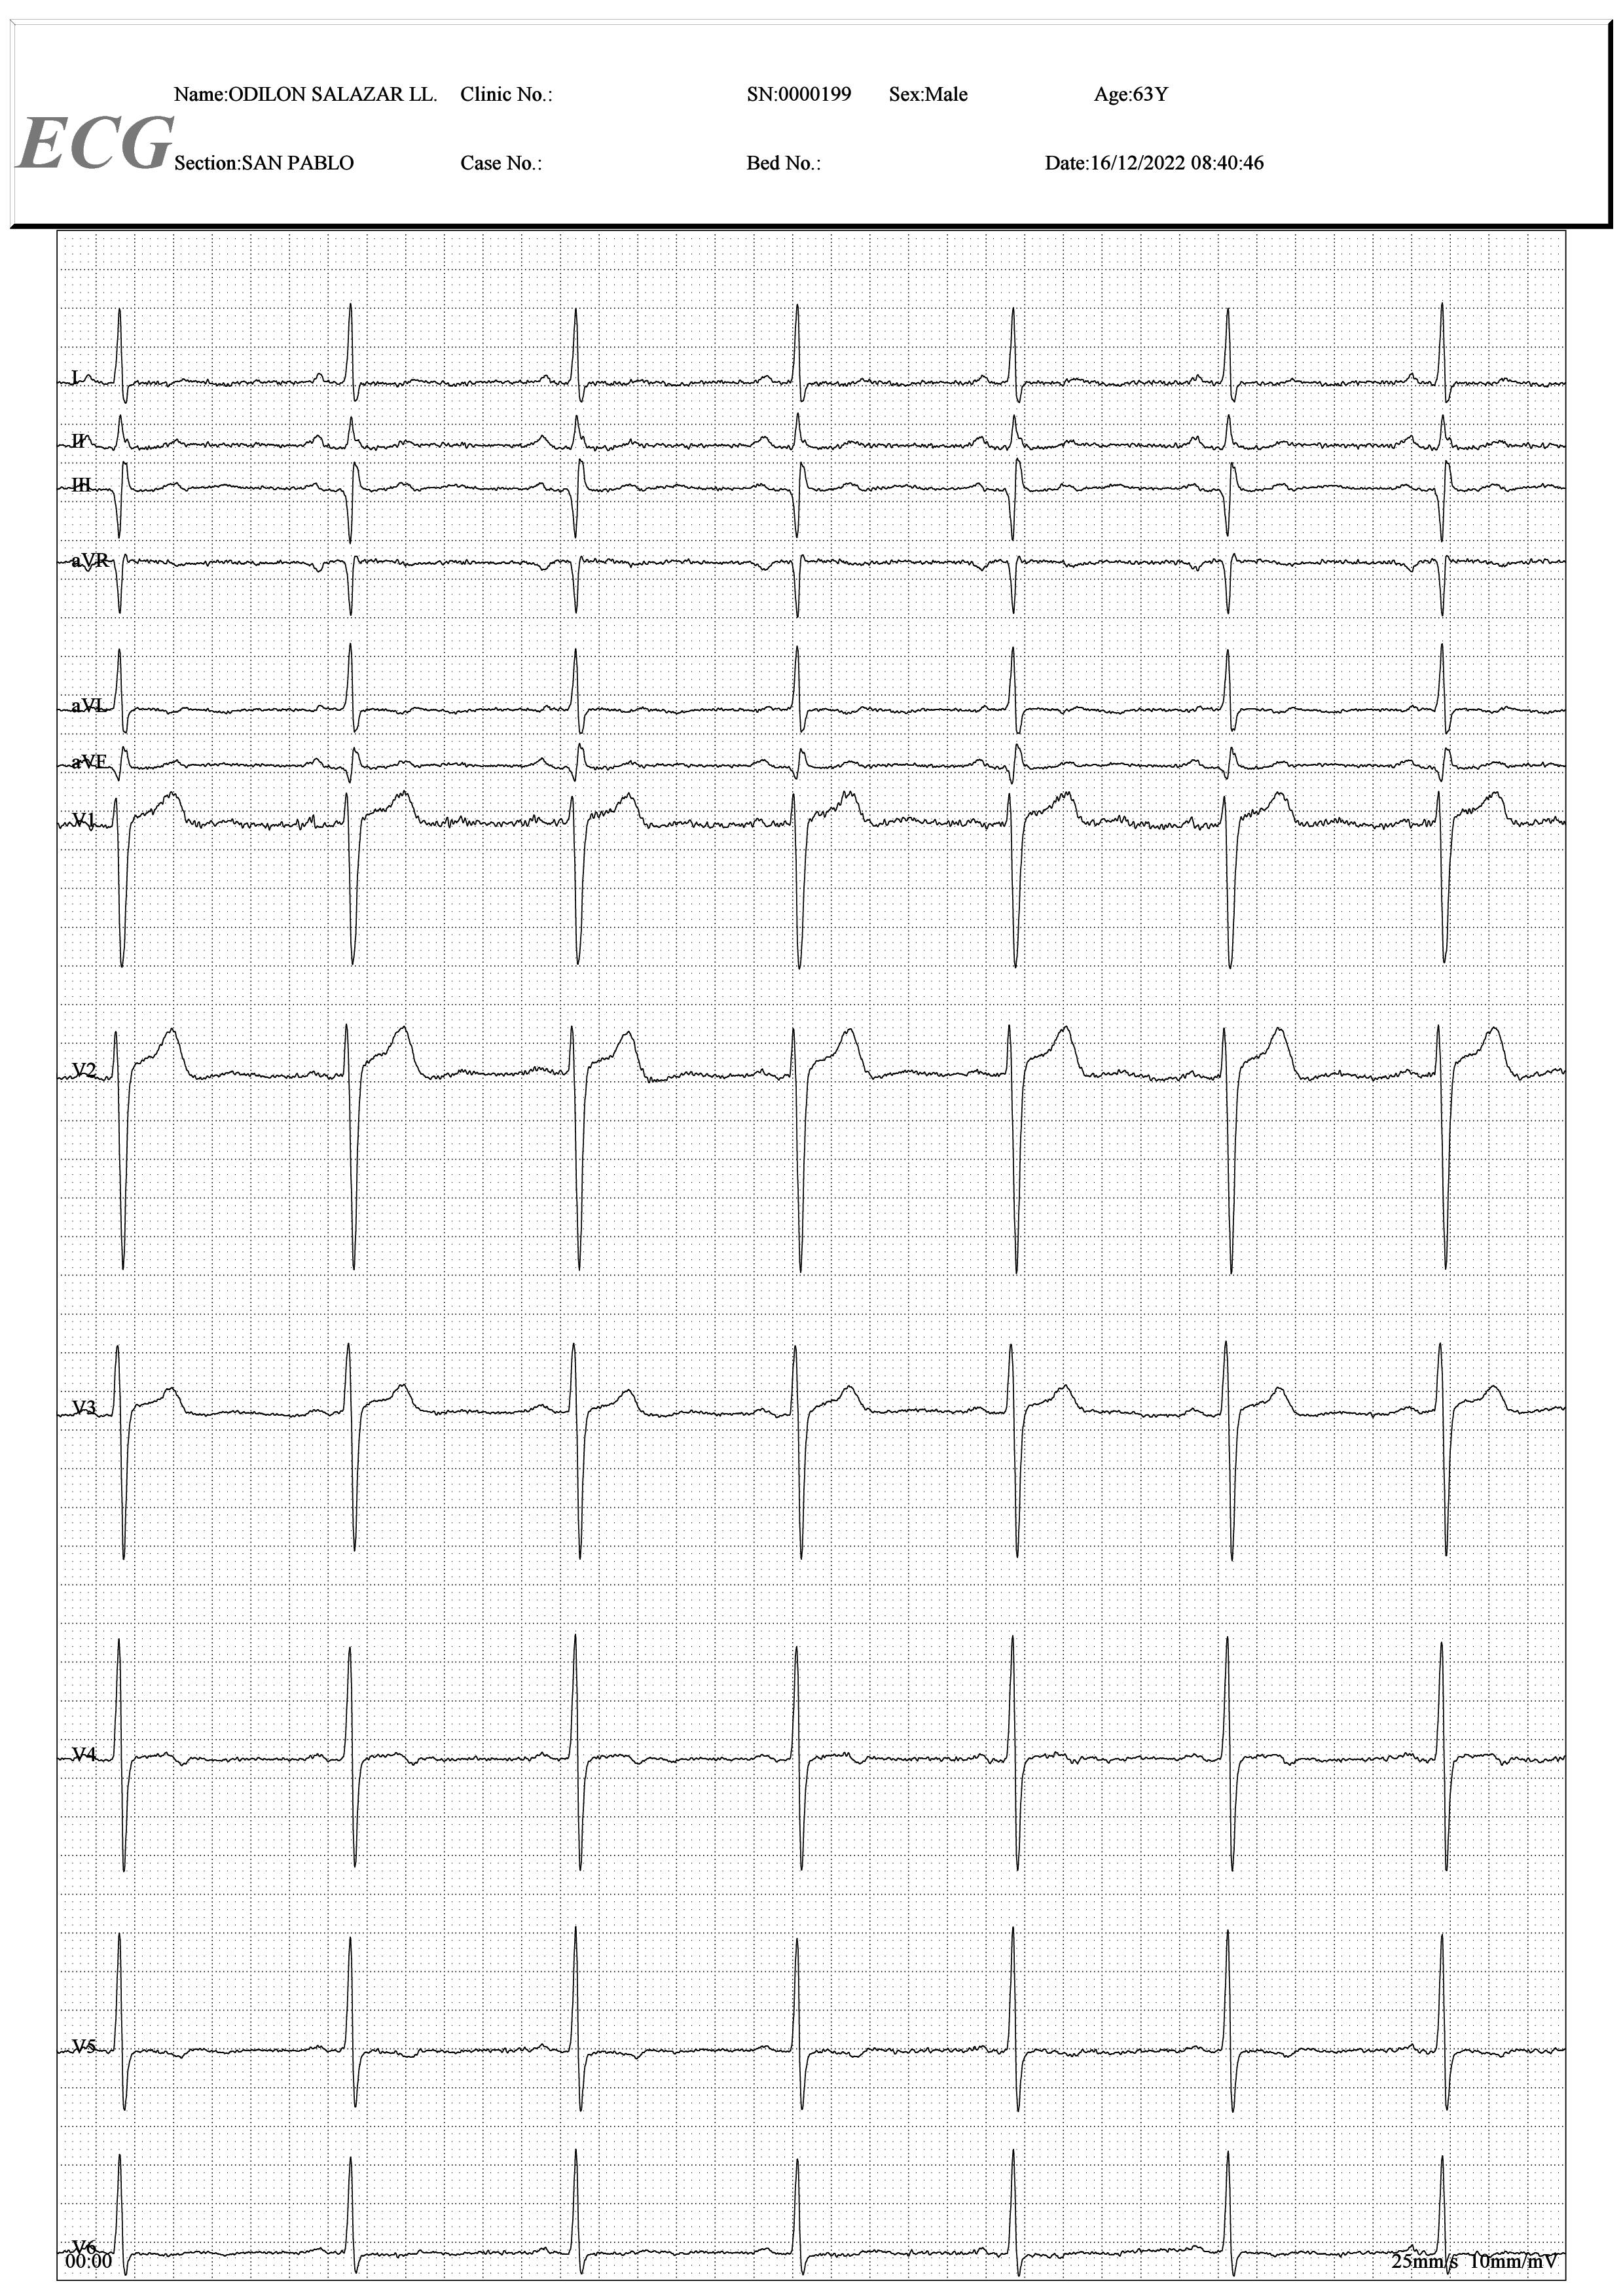 Name:ODILON SALAZAR LL. Clinic No.: SN:0000199 Sex:Male Age:63Y
ECG
Section:SAN PABLO Case No.: Bed No.: Date:16/12/2022 08:40:46
I
II
III
aVR
aVL
aVF
V1
V2
V3
V4
V5
V6
00:00 25mm/s 10mm/mV